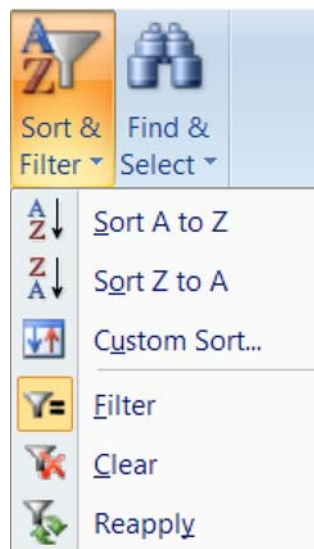 Sort & Find &
Filter Select
Sort A to Z
Sort Z to A
Custom Sort...
Filter
Clear
Reapply